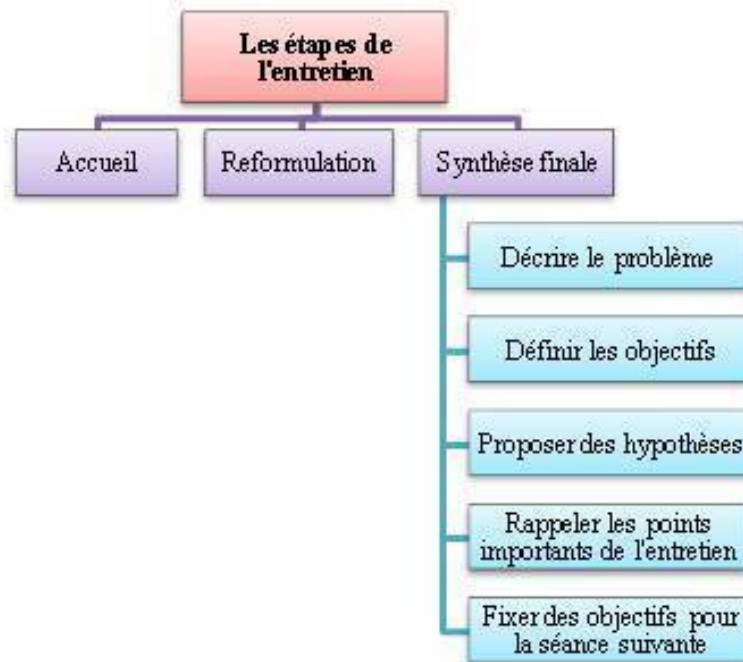 Les étapes de
l'entretien
Accueil
Reformulation
Synthèse finale
Décrire le problème
Définir les objectifs
Proposer des hypothèses
Rappeler les points
importants de l'entretien
Fixer des objectifs pour
la séance suivante